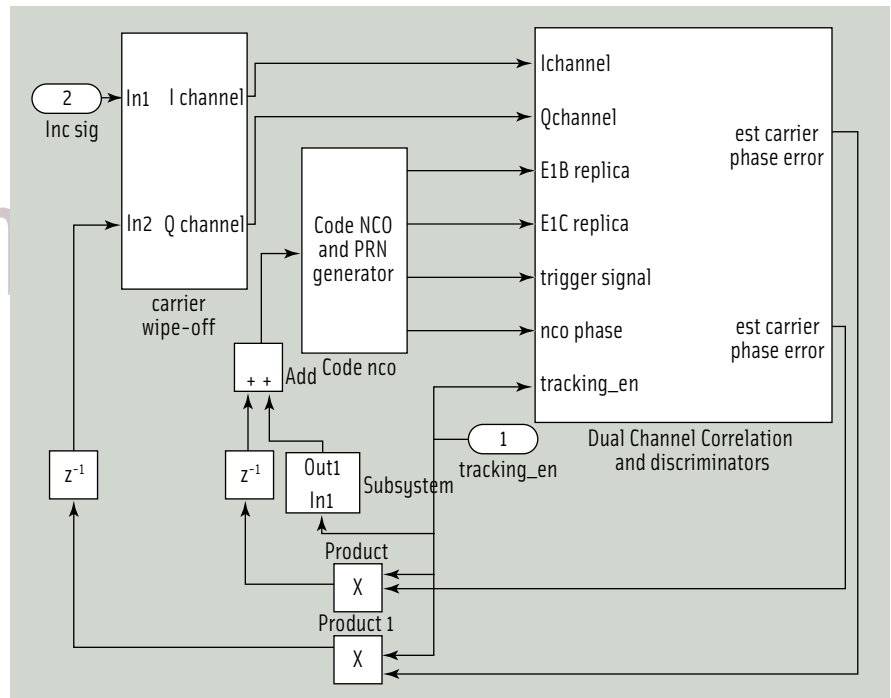 2
Inc sig
In1
I channel
In2
Q channel
carrier
wipe-off
Code NCO
and PRN
generator
Code nco
Ichannel
Qchannel
E1B replica
E1C replica
trigger signal
nco phase
tracking_en
est carrier
phase error
est carrier
phase error
Dual Channel Correlation
and discriminators
+ +
Add
1
tracking_en
z-1
z-1
Out1
In1
Subsystem
Product
X
Product 1
X